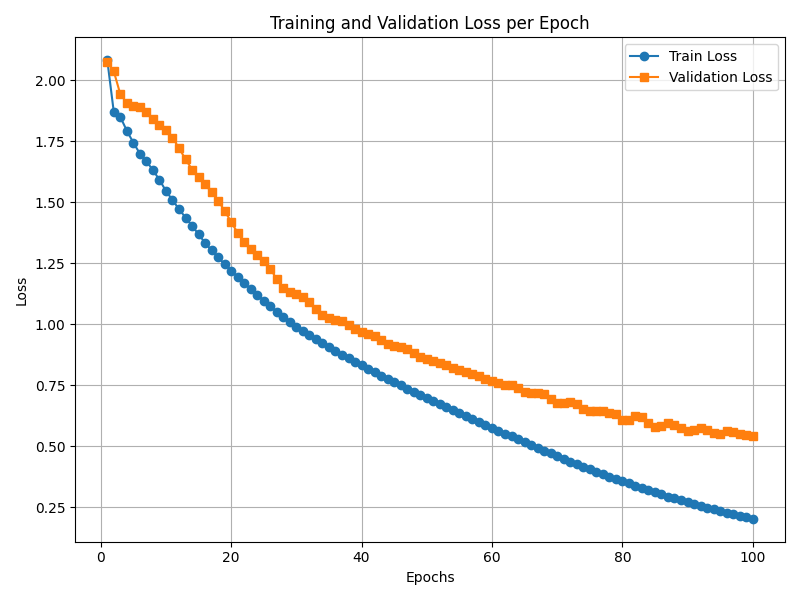 Training and Validation Loss per Epoch
Train Loss
Validation Loss
2.00
1.75
1.50
1.25
1.00
0.75
0.50
0.25
Loss
0 20 40 60 80 100
Epochs